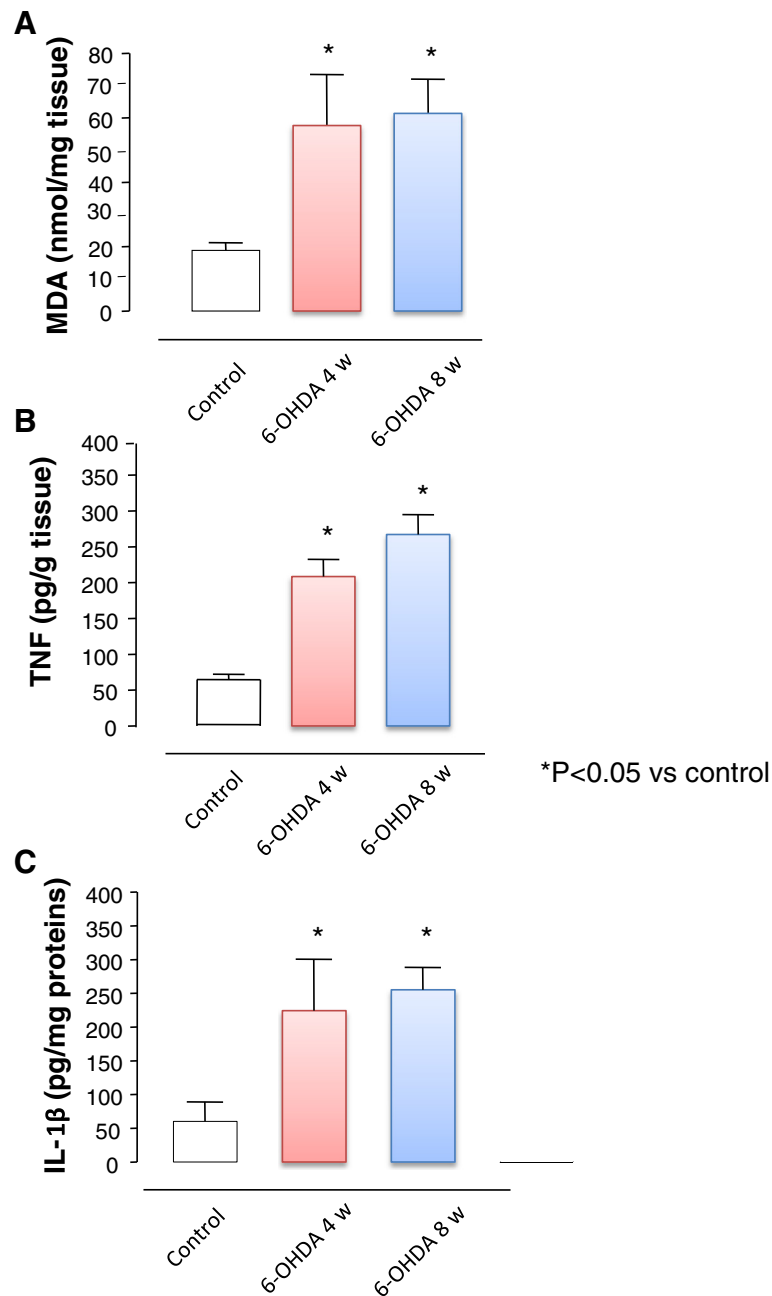 A
MDA (nmol/mg tissue)
80
70
60
50
40
30
20
10
0
*
*
Control
6-OHDA 4 w
6-OHDA 8 w
B
TNF (pg/g tissue)
400
350
300
250
200
150
100
50
0
*
*
Control
6-OHDA 4 w
6-OHDA 8 w
*P<0.05 vs control
C
IL-1β (pg/mg proteins)
400
350
300
250
200
150
100
50
0
*
*
Control
6-OHDA 4 w
6-OHDA 8 w